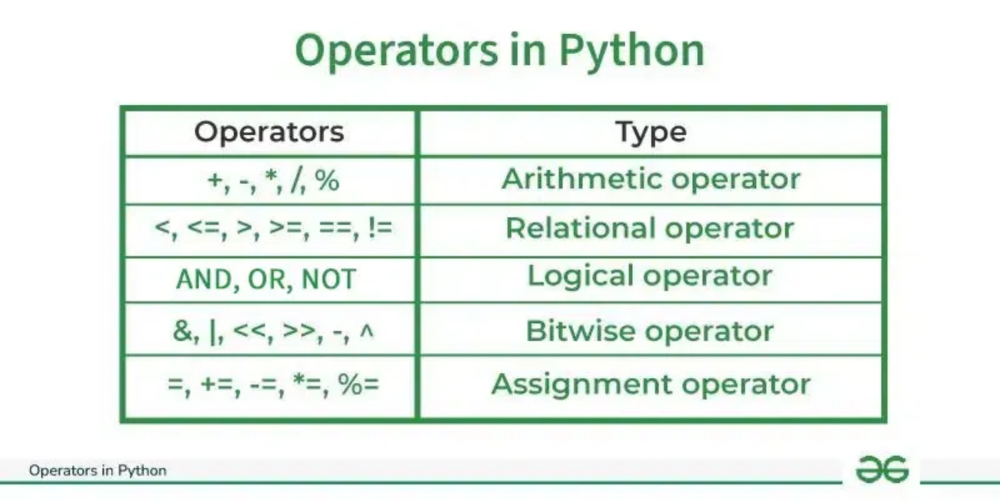 Operators in Python
Operators Type
+, -, *, /, % Arithmetic operator
<, <=, >, >=, ==, != Relational operator
AND, OR, NOT Logical operator
&, |, <<, >>, -, ^ Bitwise operator
=, +=, -=, *=, %= Assignment operator
Operators in Python